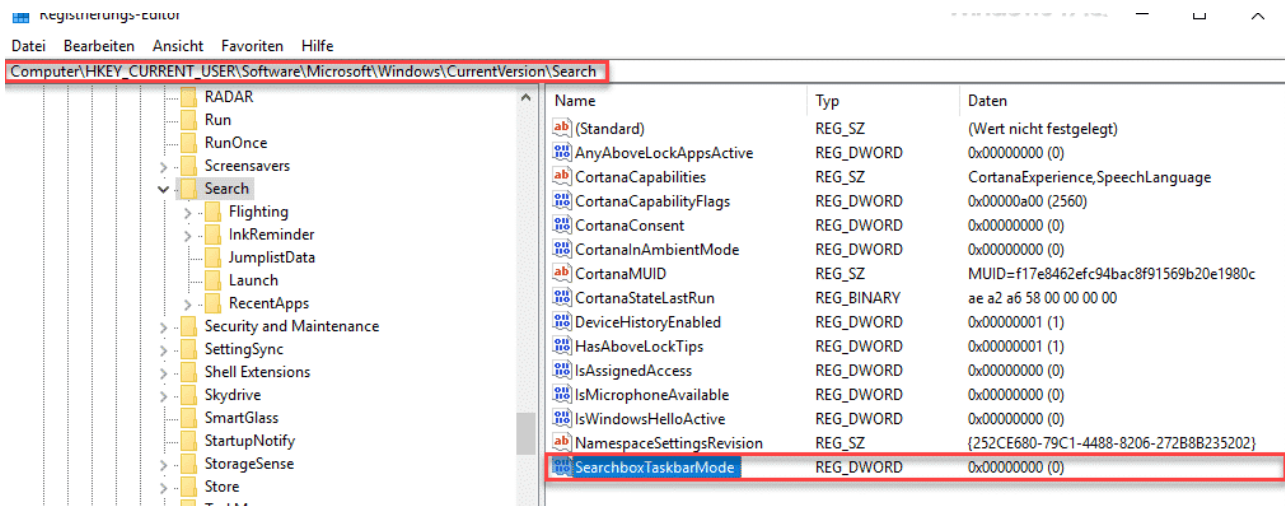 Registrierungs-Editor
Datei Bearbeiten Ansicht Favoriten Hilfe
Computer\HKEY_CURRENT_USER\Software\Microsoft\Windows\CurrentVersion\Search
RADAR
Run
RunOnce
Screensavers
Search
Flighting
InkReminder
JumplistData
Launch
RecentApps
Security and Maintenance
SettingSync
Shell Extensions
Skydrive
SmartGlass
StartupNotify
StorageSense
Store
Name Typ Daten
(Standard) REG_SZ (Wert nicht festgelegt)
AnyAboveLockAppsActive REG_DWORD 0x00000000 (0)
CortanaCapabilities REG_SZ CortanaExperience,SpeechLanguage
CortanaCapabilityFlags REG_DWORD 0x00000a00 (2560)
CortanaConsent REG_DWORD 0x00000000 (0)
CortanaInAmbientMode REG_DWORD 0x00000000 (0)
CortanaMUID REG_SZ MUID=f17e8462efc94bac8f91569b20e1980c
CortanaStateLastRun REG_BINARY ae a2 a6 58 00 00 00 00
DeviceHistoryEnabled REG_DWORD 0x00000001 (1)
HasAboveLockTips REG_DWORD 0x00000001 (1)
IsAssignedAccess REG_DWORD 0x00000000 (0)
IsMicrophoneAvailable REG_DWORD 0x00000000 (0)
IsWindowsHelloActive REG_DWORD 0x00000000 (0)
NamespaceSettingsRevision REG_SZ {252CE680-79C1-4488-8206-272B8B235202}
SearchboxTaskbarMode REG_DWORD 0x00000000 (0)